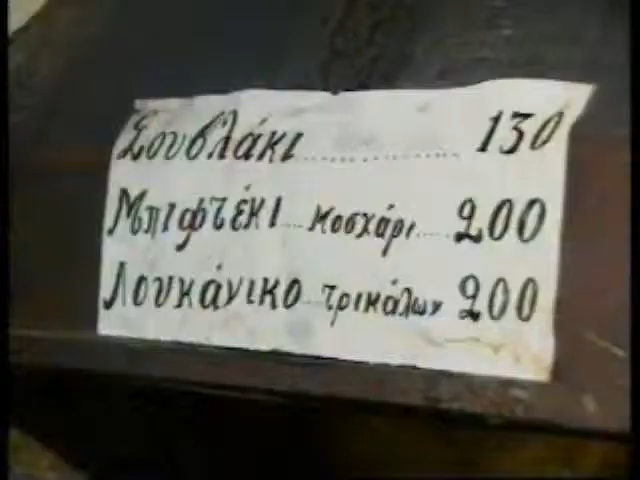 Σουβλάκι ............... 130
Μπιφτέκι ... μοσχάρι .... 200
Λουκάνικο .. τρικάλων 200